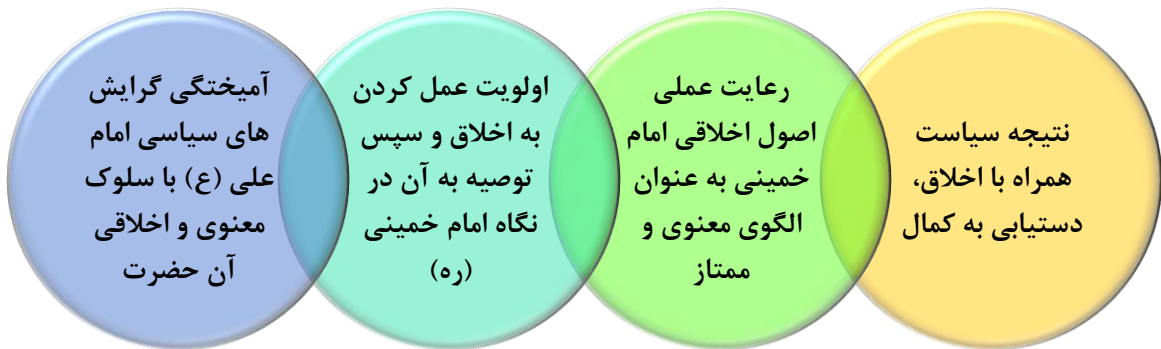 نتیجه سیاست
همراه با اخلاق،
دستیابی به کمال
رعایت عملی
اصول اخلاقی امام
خمینی به عنوان
الگوی معنوی و
ممتاز
اولویت عمل کردن
به اخلاق و سپس
توصیه به آن در
نگاه امام خمینی
(ره)
آمیختگی گرایش
های سیاسی امام
علی (ع) با سلوک
معنوی و اخلاقی
آن حضرت